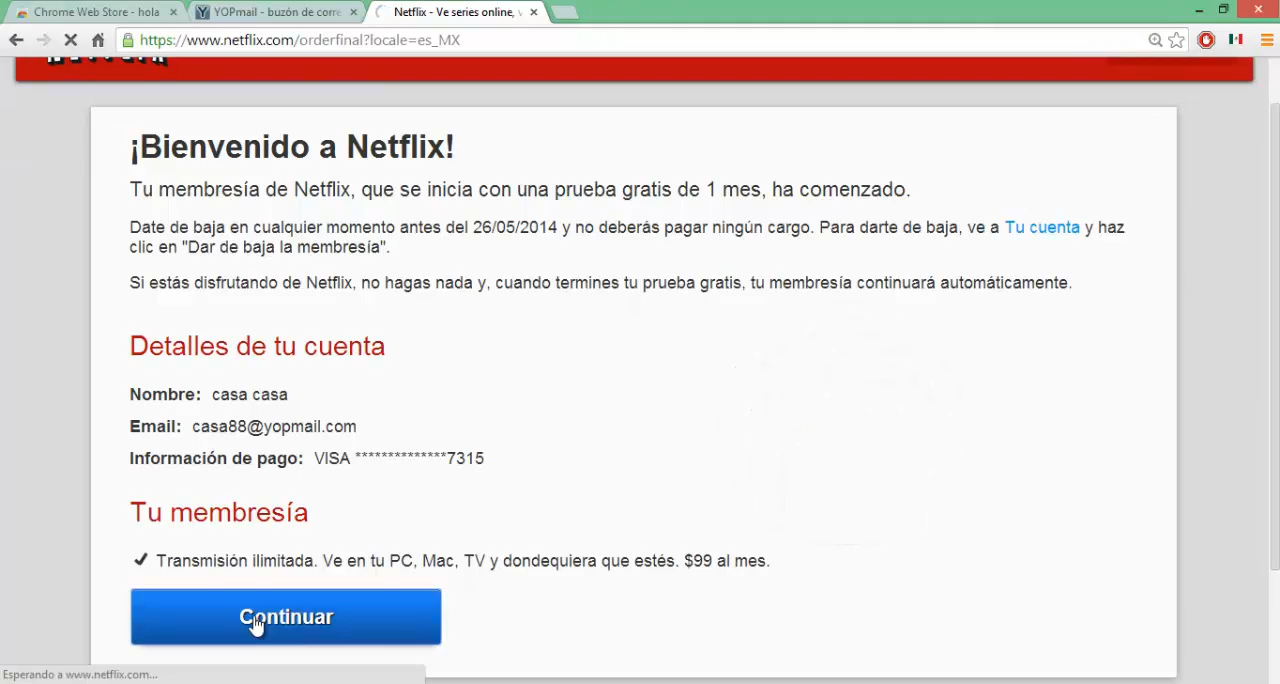 Chrome Web Store - hola
YOPmail - buzón de corre
Netflix - Ve series online, v
https://www.netflix.com/orderfinal?locale=es_MX
¡Bienvenido a Netflix!
Tu membresía de Netflix, que se inicia con una prueba gratis de 1 mes, ha comenzado.
Date de baja en cualquier momento antes del 26/05/2014 y no deberás pagar ningún cargo. Para darte de baja, ve a Tu cuenta y haz
clic en "Dar de baja la membresía".
Si estás disfrutando de Netflix, no hagas nada y, cuando termines tu prueba gratis, tu membresía continuará automáticamente.
Detalles de tu cuenta
Nombre: casa casa
Email: casa88@yopmail.com
Información de pago: VISA **************7315
Tu membresía
Transmisión ilimitada. Ve en tu PC, Mac, TV y dondequiera que estés. $99 al mes.
Continuar
Esperando a www.netflix.com...